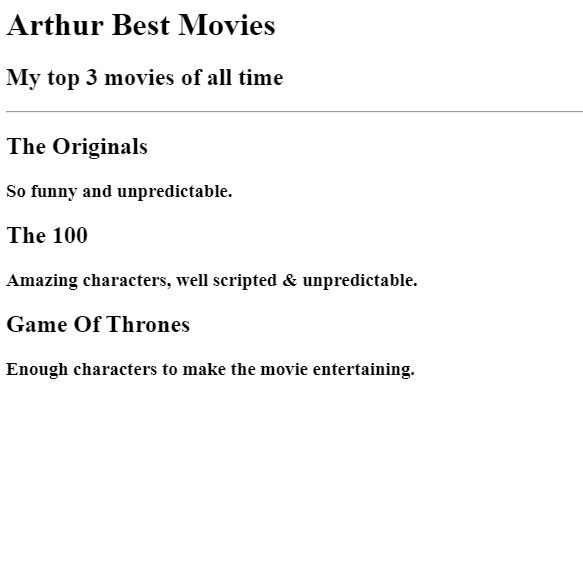 Arthur Best Movies
My top 3 movies of all time
The Originals
So funny and unpredictable.
The 100
Amazing characters, well scripted & unpredictable.
Game Of Thrones
Enough characters to make the movie entertaining.